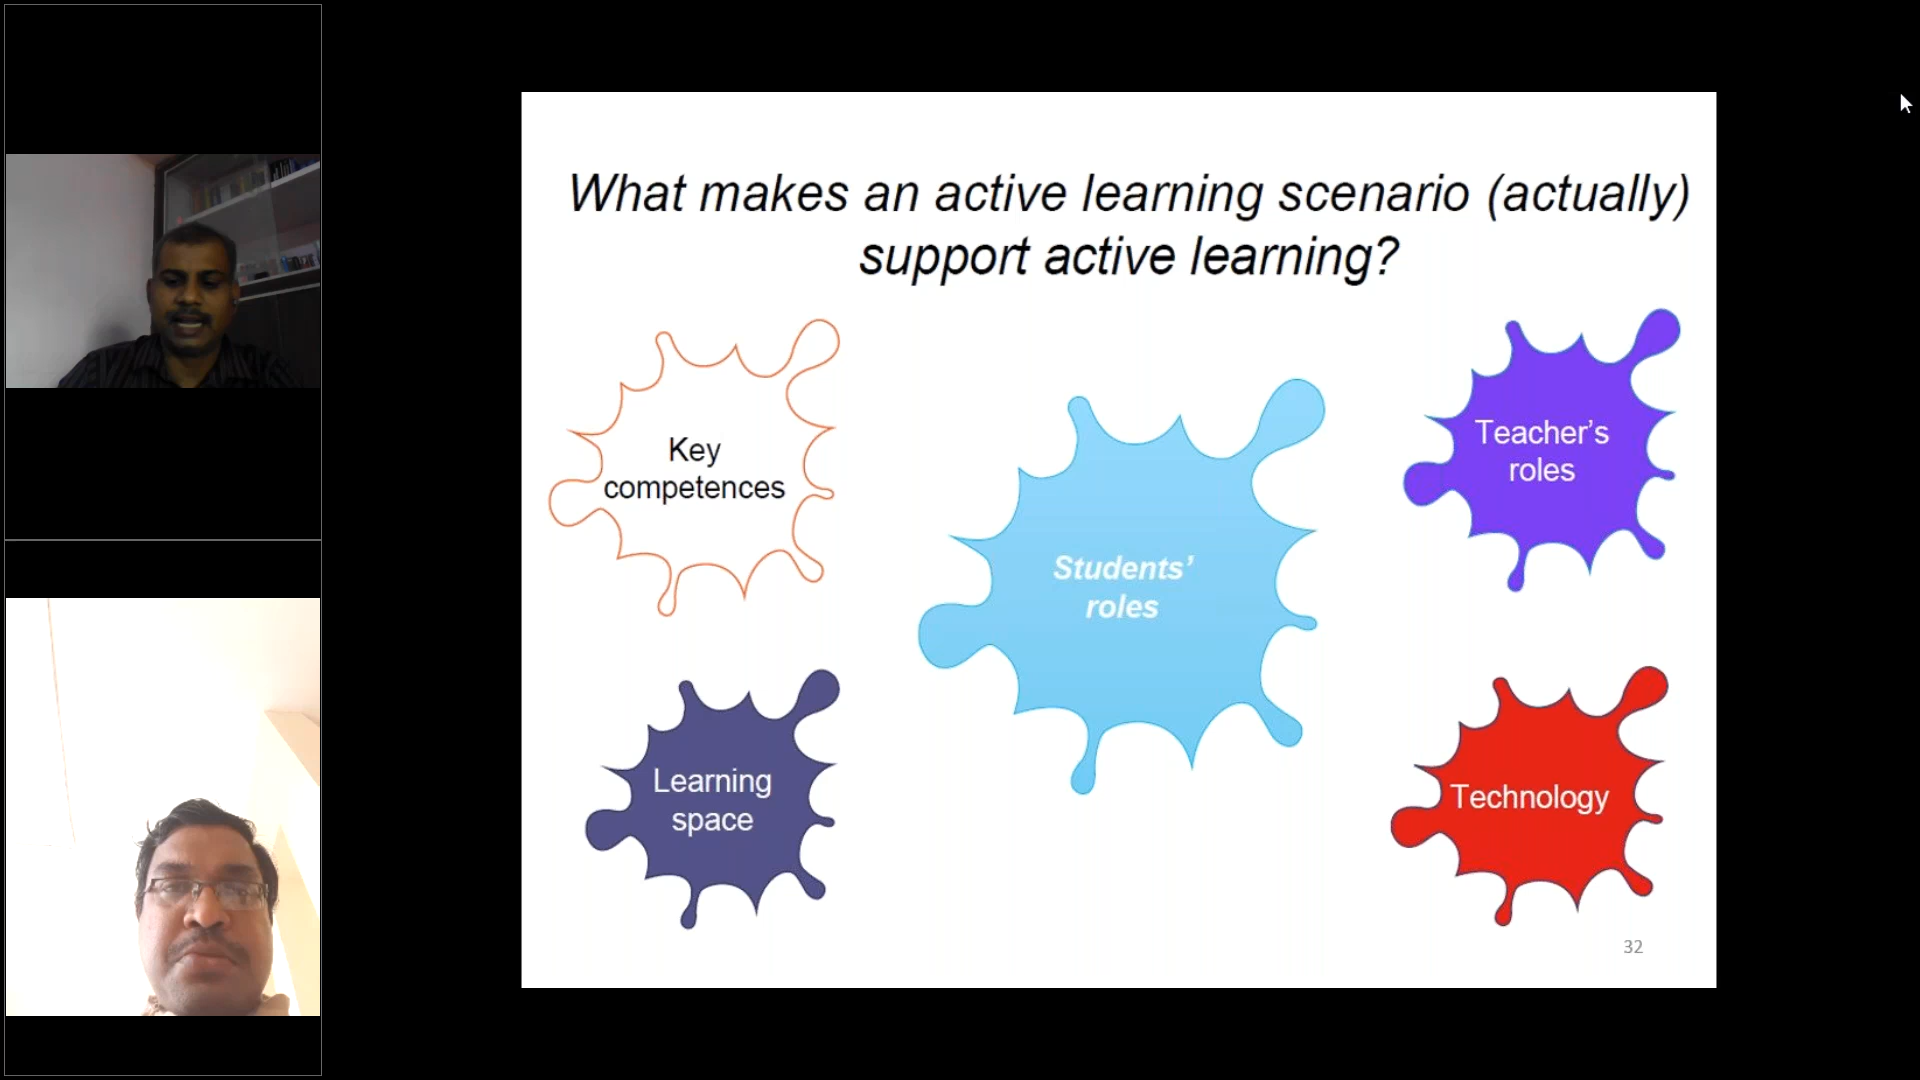 What makes an active learning scenario (actually)
support active learning?
Key
competences
Teacher’s
roles
Students’
roles
Learning
space
Technology
32